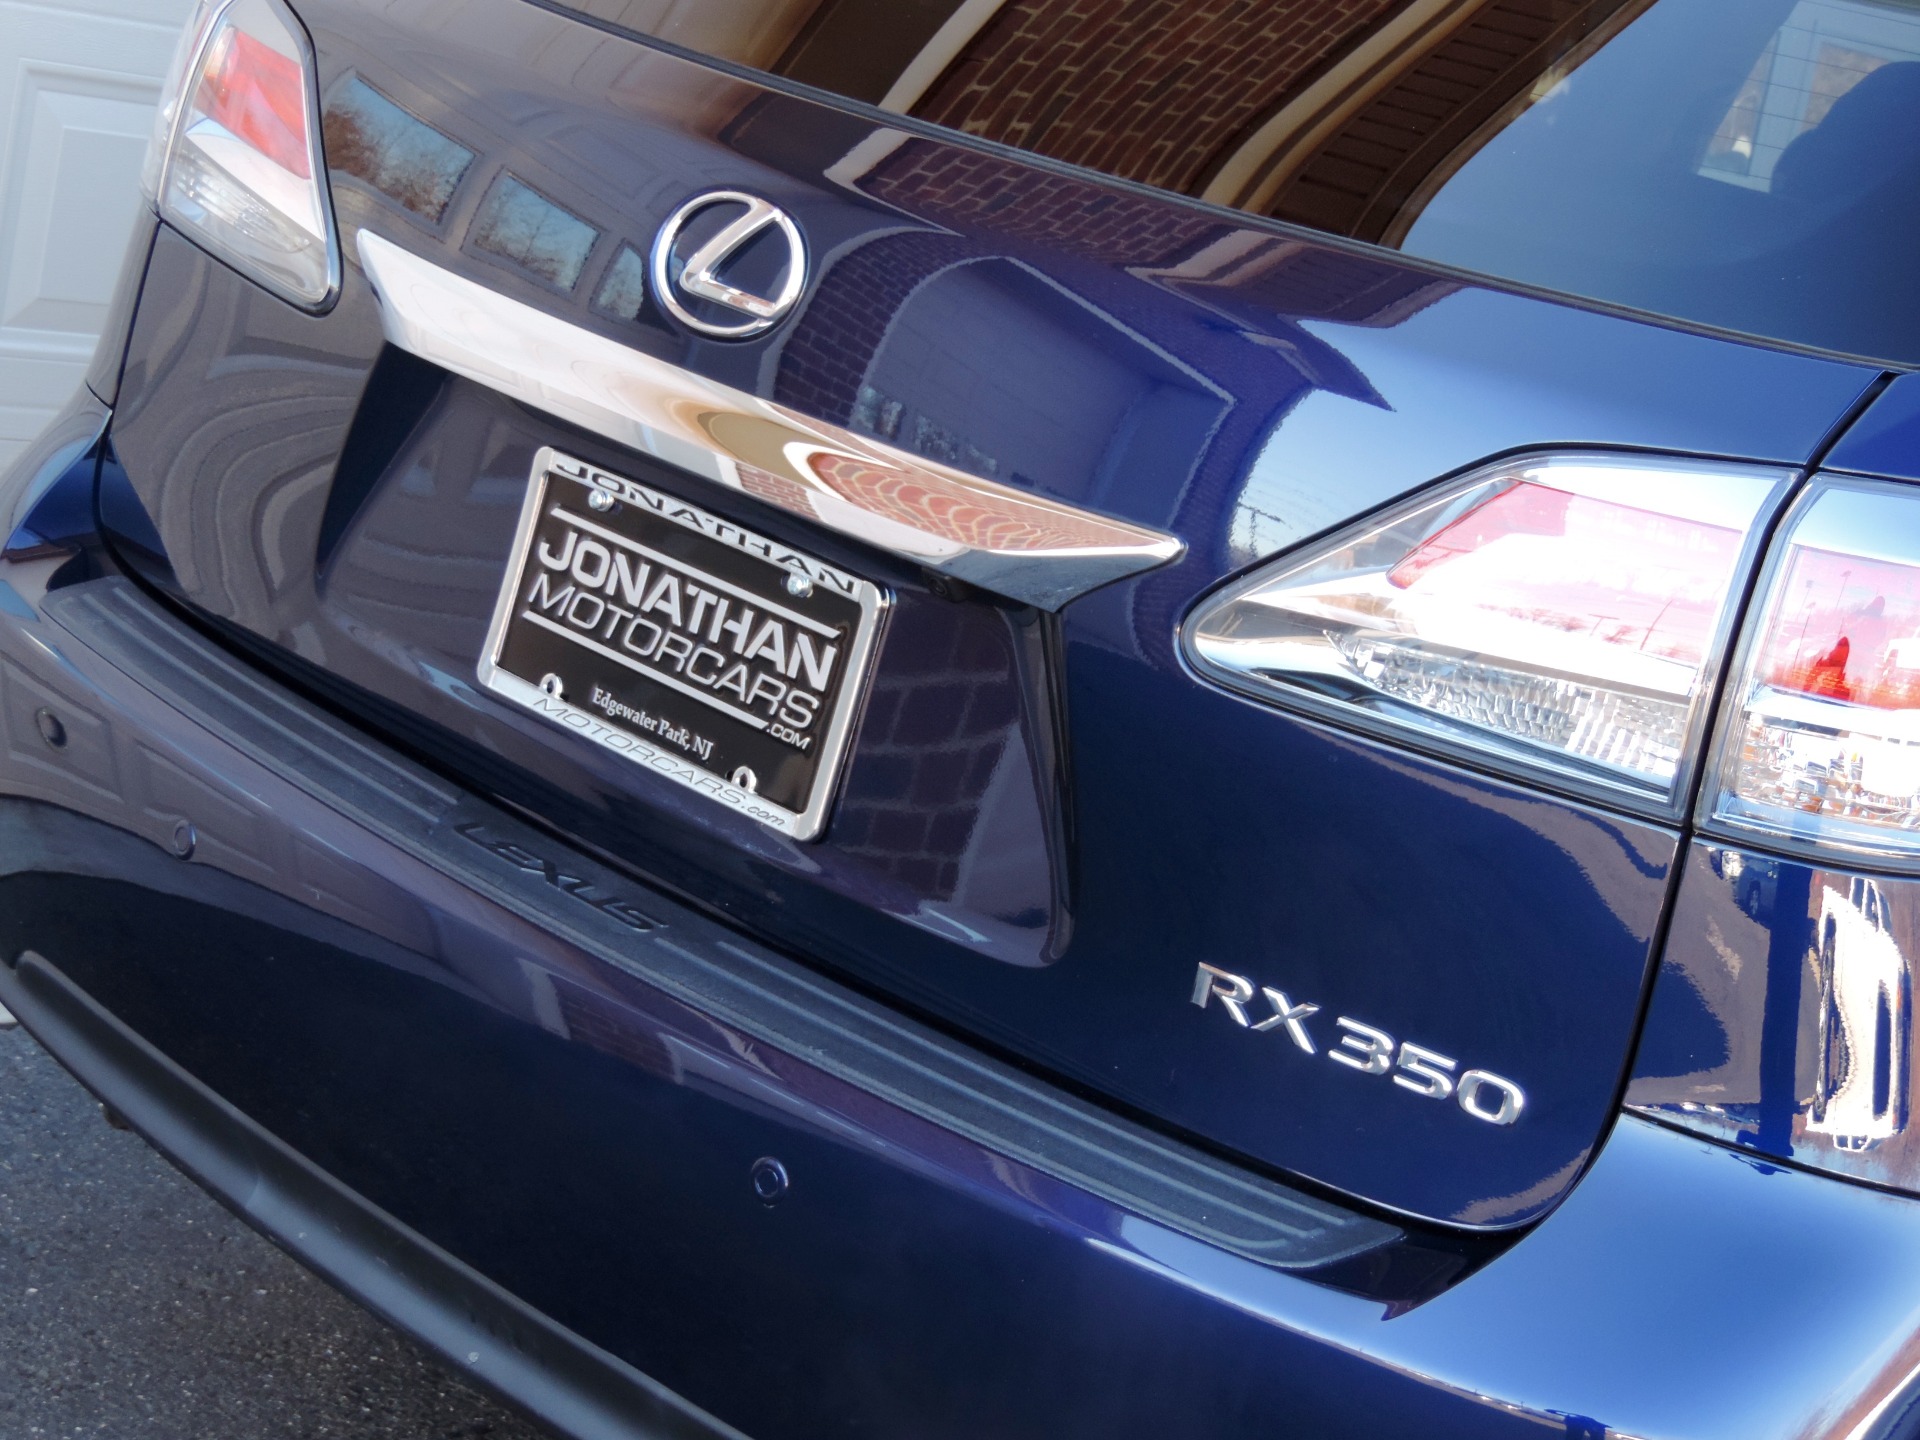 JONATHAN
JONATHAN
MOTORCARS
.COM
Edgewater Park, NJ
MOTORCARS.com
LEXUS
RX350